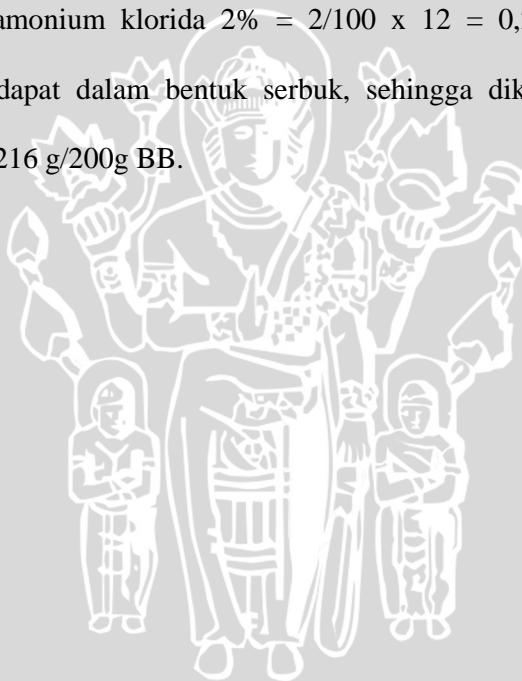 amonium klorida 2% = 2/100 x 12 = 0,
dapat dalam bentuk serbuk, sehingga dik
216 g/200g BB.